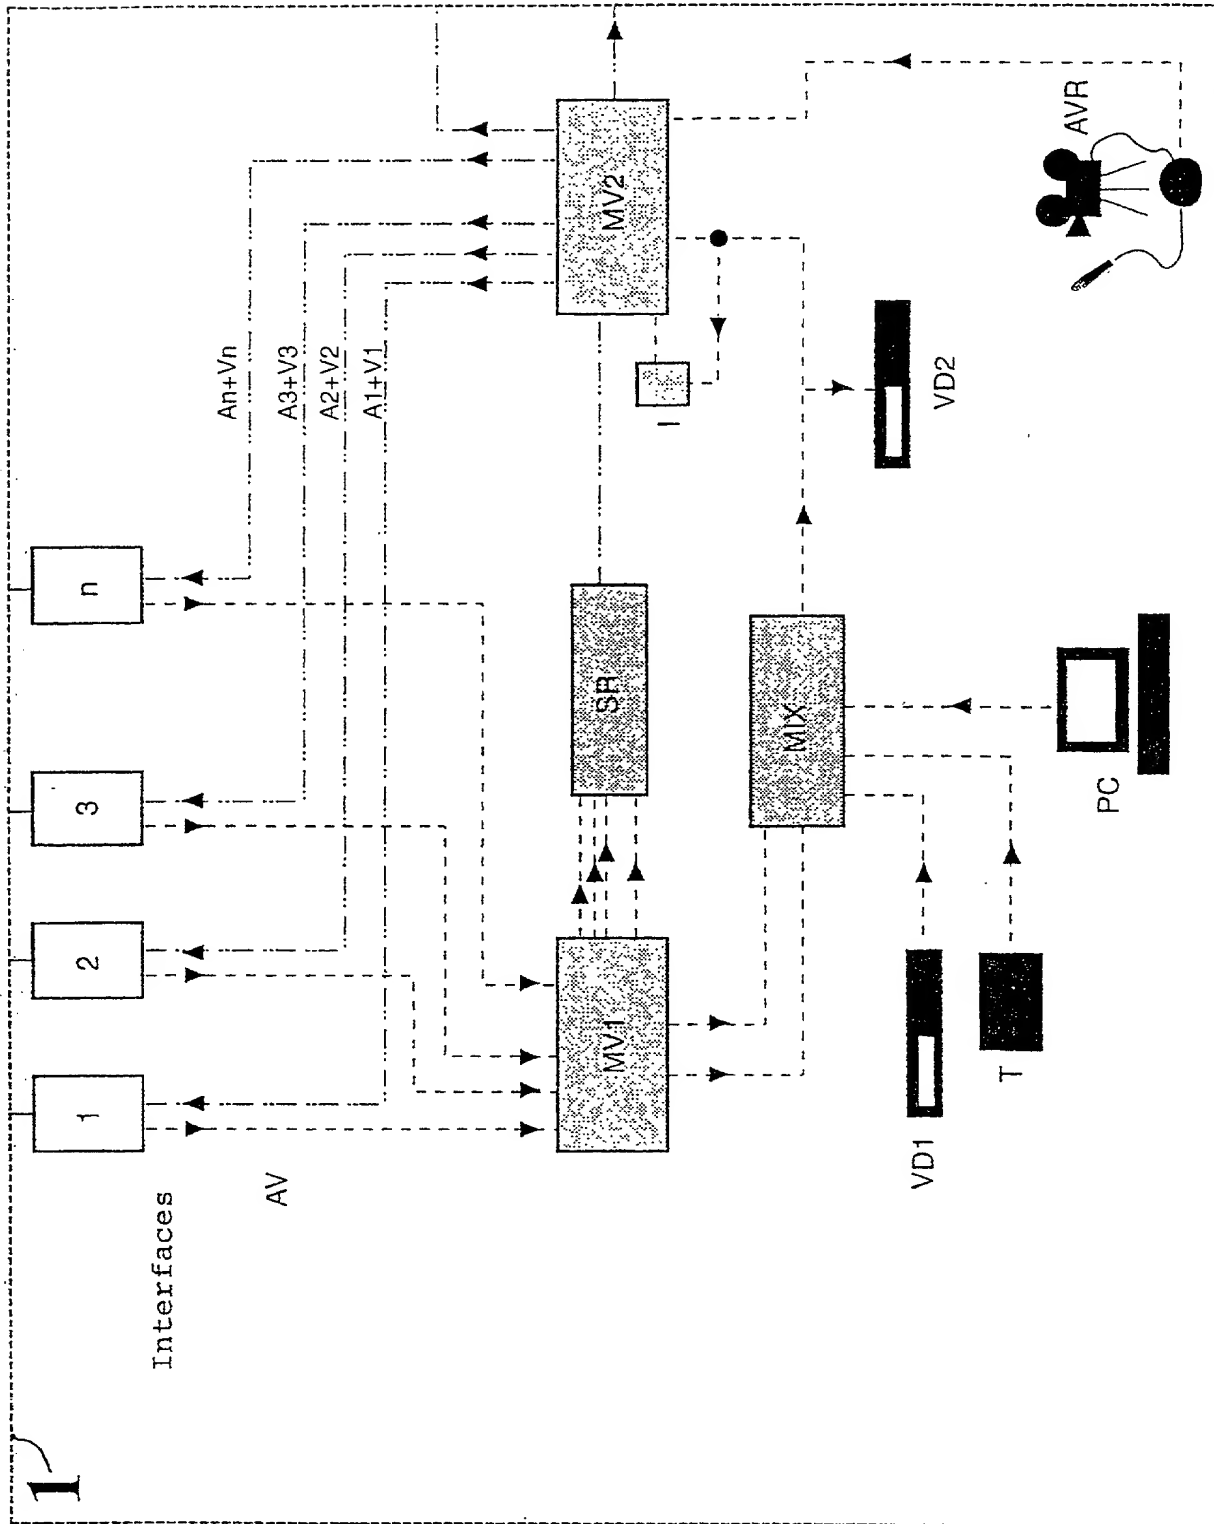 1
Interfaces
1
2
3
n
AV
An+Vn
A3+V3
A2+V2
A1+V1
MV1
SR
MV2
I
MIX
VD1
VD2
T
PC
AVR